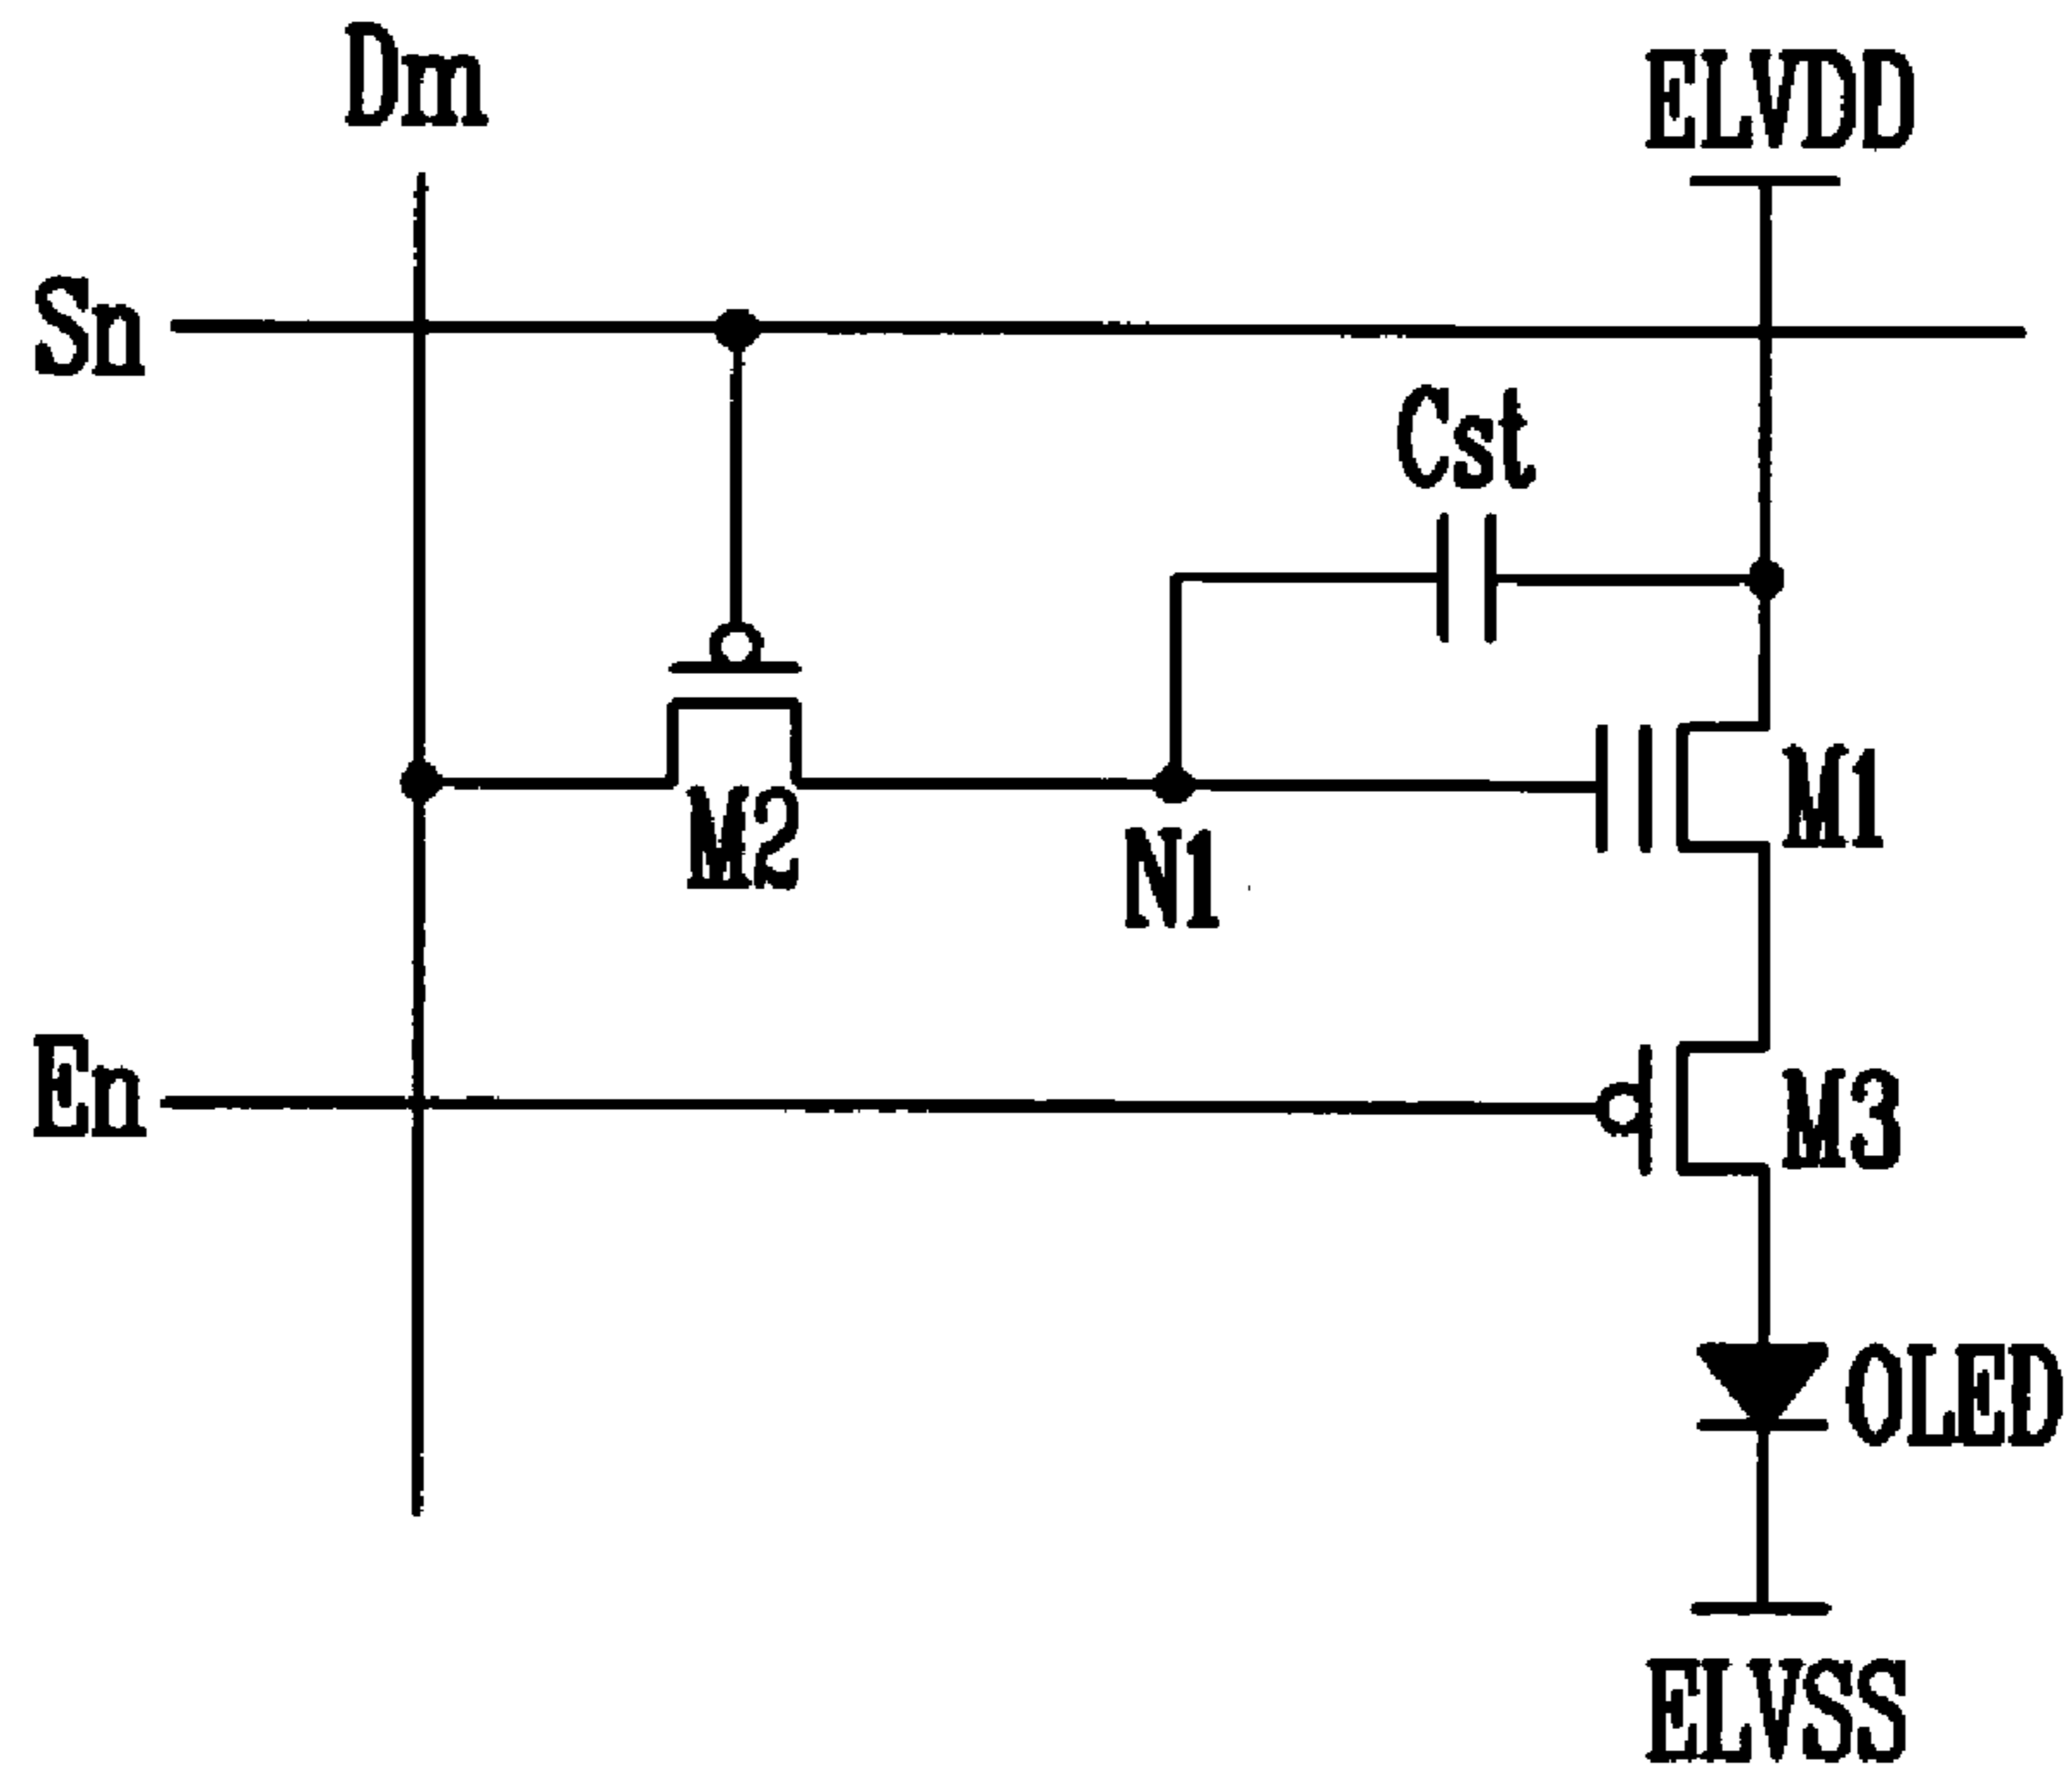 Dm
ELVDD
Sn
Cst
M1
M2
N1
En
M3
OLED
ELVSS